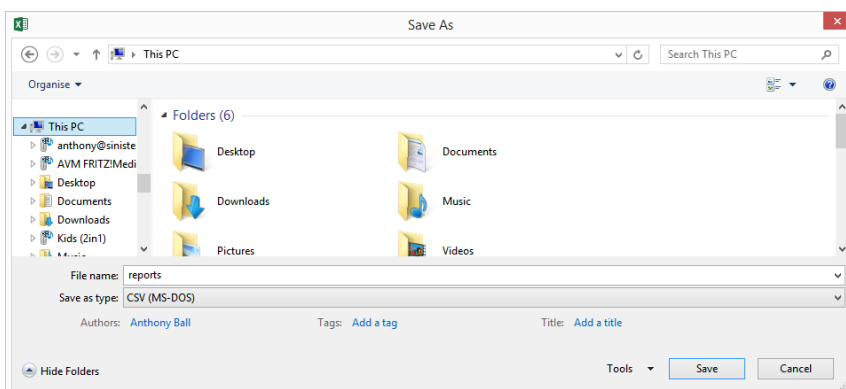 Save As
This PC
Search This PC
Organise
This PC
anthony@siniste
AVM FRITZ!Medi
Desktop
Documents
Downloads
Kids (2in1)
Folders (6)
Desktop
Documents
Downloads
Music
Pictures
Videos
File name: reports
Save as type: CSV (MS-DOS)
Authors: Anthony Ball Tags: Add a tag Title: Add a title
Hide Folders
Tools Save Cancel